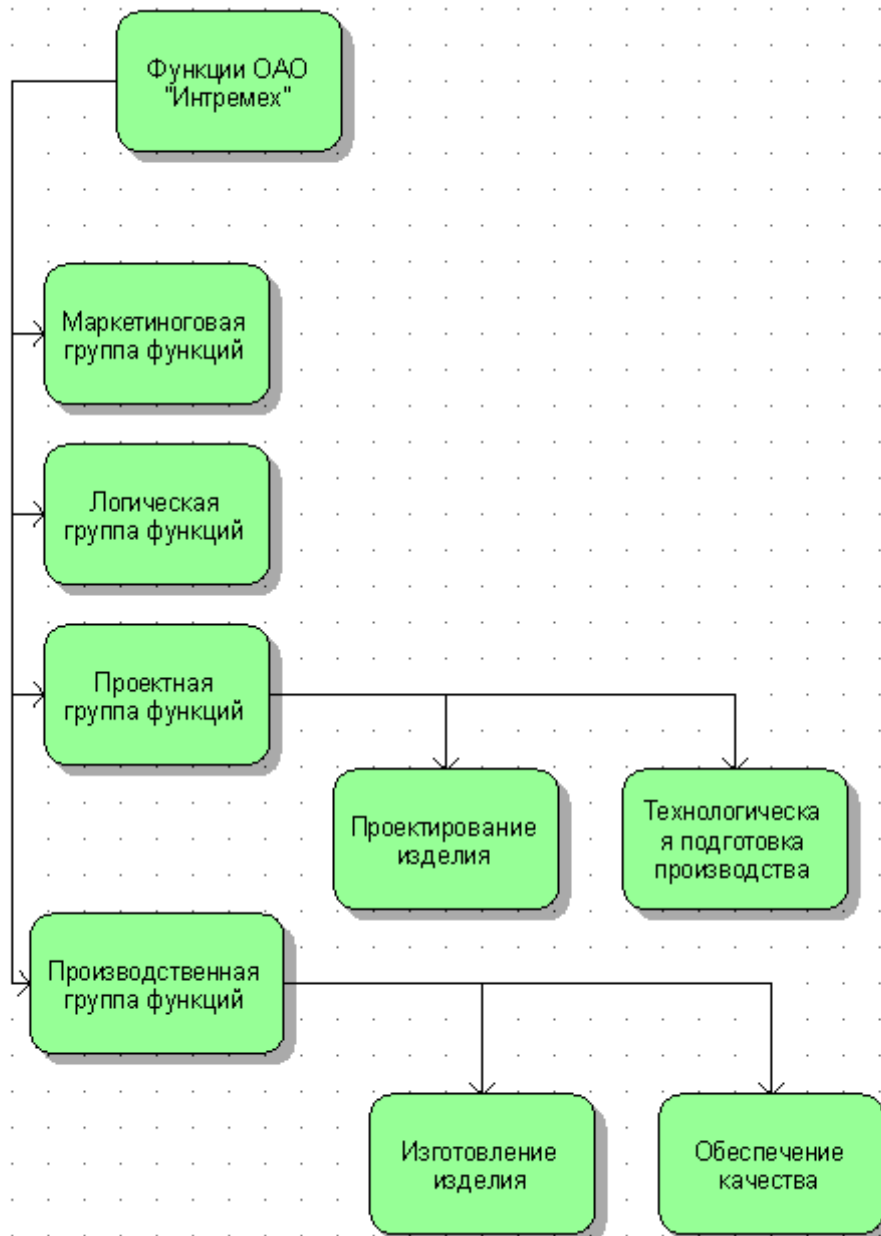 Функции ОАО
"Интремех"
Маркетиноговая
группа функций
Логическая
группа функций
Проектная
группа функций
Проектирование
изделия
Технологическа
я подготовка
производства
Производственная
группа функций
Изготовление
изделия
Обеспечение
качества